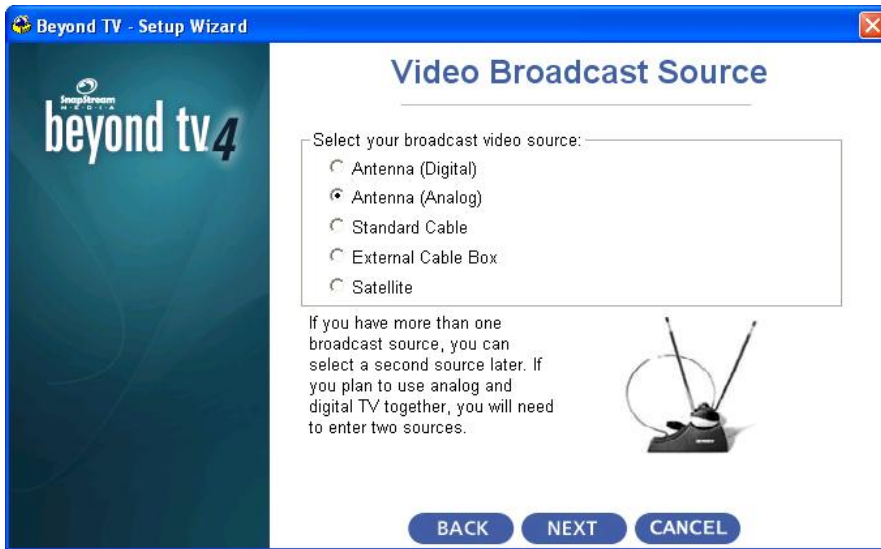 Beyond TV - Setup Wizard
SnapStream
M·E·D·I·A
beyond tv 4
Video Broadcast Source
Select your broadcast video source:
Antenna (Digital)
Antenna (Analog)
Standard Cable
External Cable Box
Satellite
If you have more than one
broadcast source, you can
select a second source later. If
you plan to use analog and
digital TV together, you will need
to enter two sources.
BACK
NEXT
CANCEL